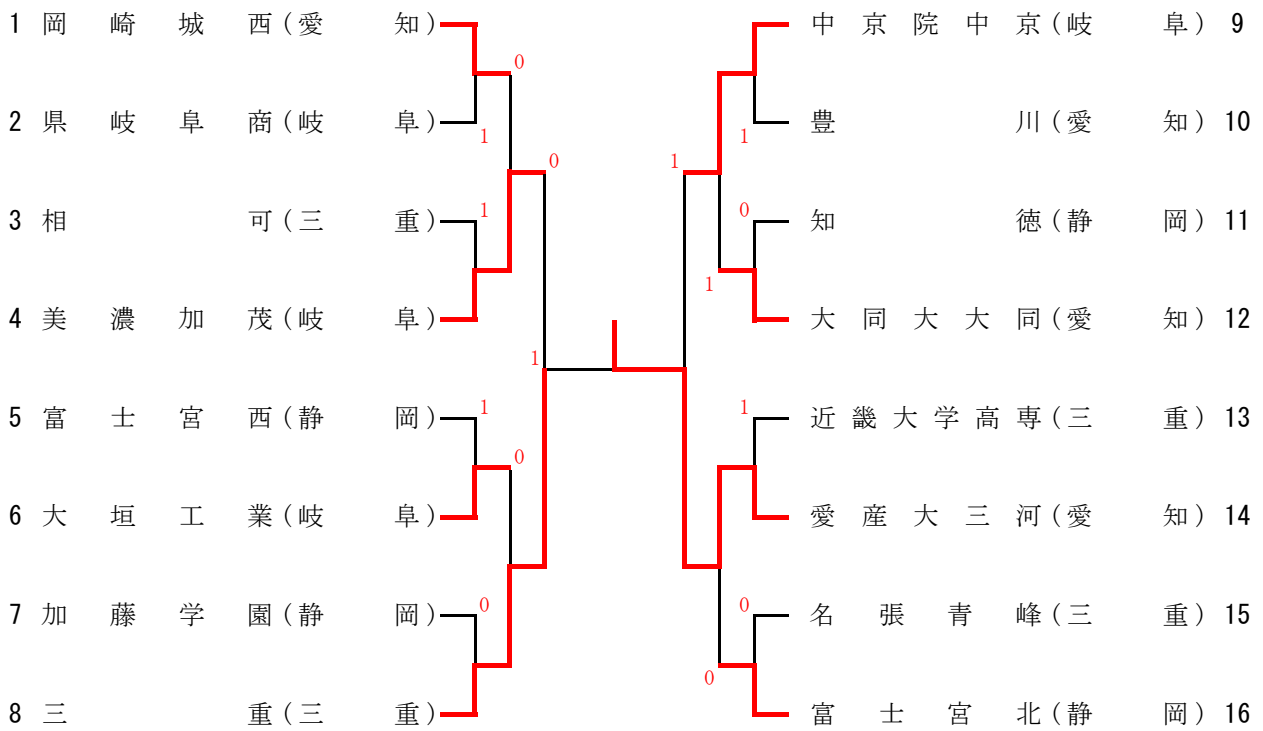 1 岡崎城西(愛知) 中京院中京(岐阜) 9
0
2 県岐阜商(岐阜) 豊川(愛知) 10
1 1
0 1
3 相可(三重) 1 0 知徳(静岡) 11
1
4 美濃加茂(岐阜) 大同大大同(愛知) 12
1
5 富士宮西(静岡) 1 1 近畿大学高専(三重) 13
0
6 大垣工業(岐阜) 愛産大三河(愛知) 14
7 加藤学園(静岡) 0 0 名張青峰(三重) 15
0
8 三重(三重) 富士宮北(静岡) 16